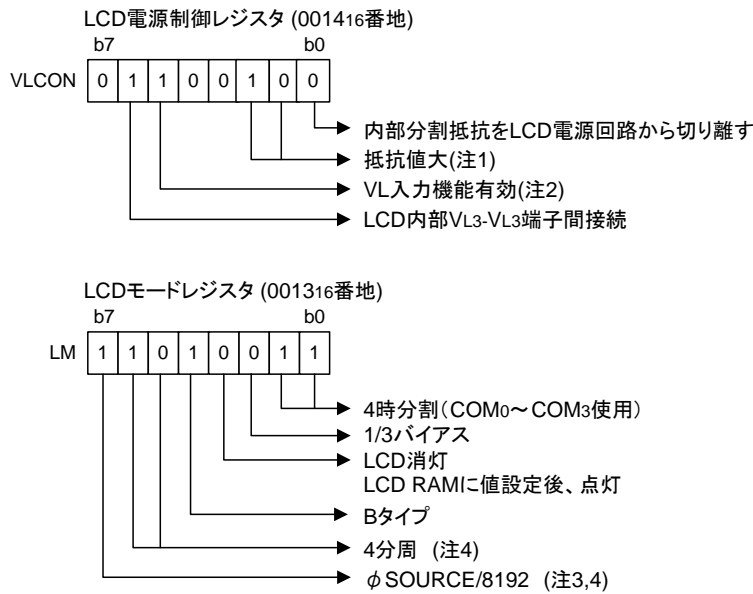 LCD電源制御レジスタ (001416番地)
b7 b0
VLCON 0 1 1 0 0 1 0 0
内部分割抵抗をLCD電源回路から切り離す
抵抗値大(注1)
VL入力機能有効(注2)
LCD内部VL3-VL3端子間接続
LCDモードレジスタ (001316番地)
b7 b0
LM 1 1 0 1 0 0 1 1
4時分割(COM0～COM3使用)
1/3バイアス
LCD消灯
LCD RAMに値設定後、点灯
Bタイプ
4分周 (注4)
φSOURCE/8192 (注3,4)